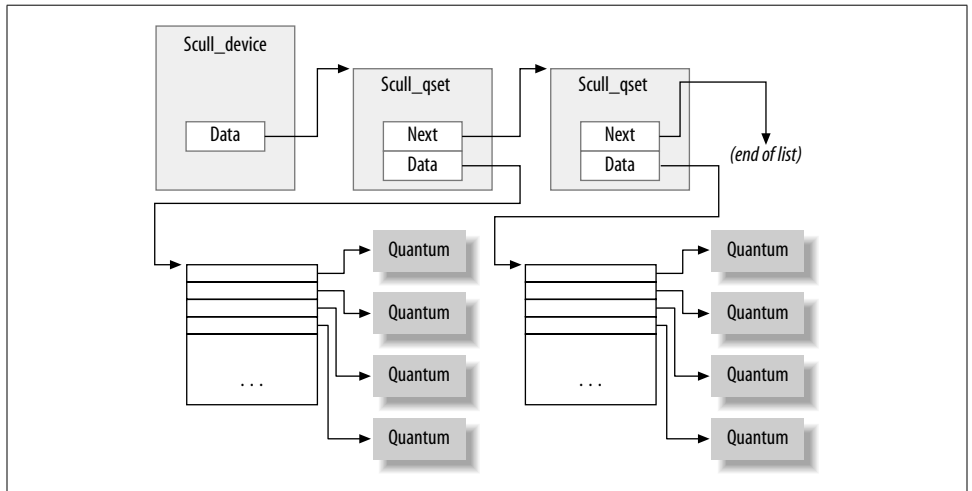 Scull_device
Data
Scull_qset
Next
Data
Scull_qset
Next
Data
(end of list)
Quantum
Quantum
Quantum
Quantum
. . .
Quantum
Quantum
Quantum
Quantum
. . .